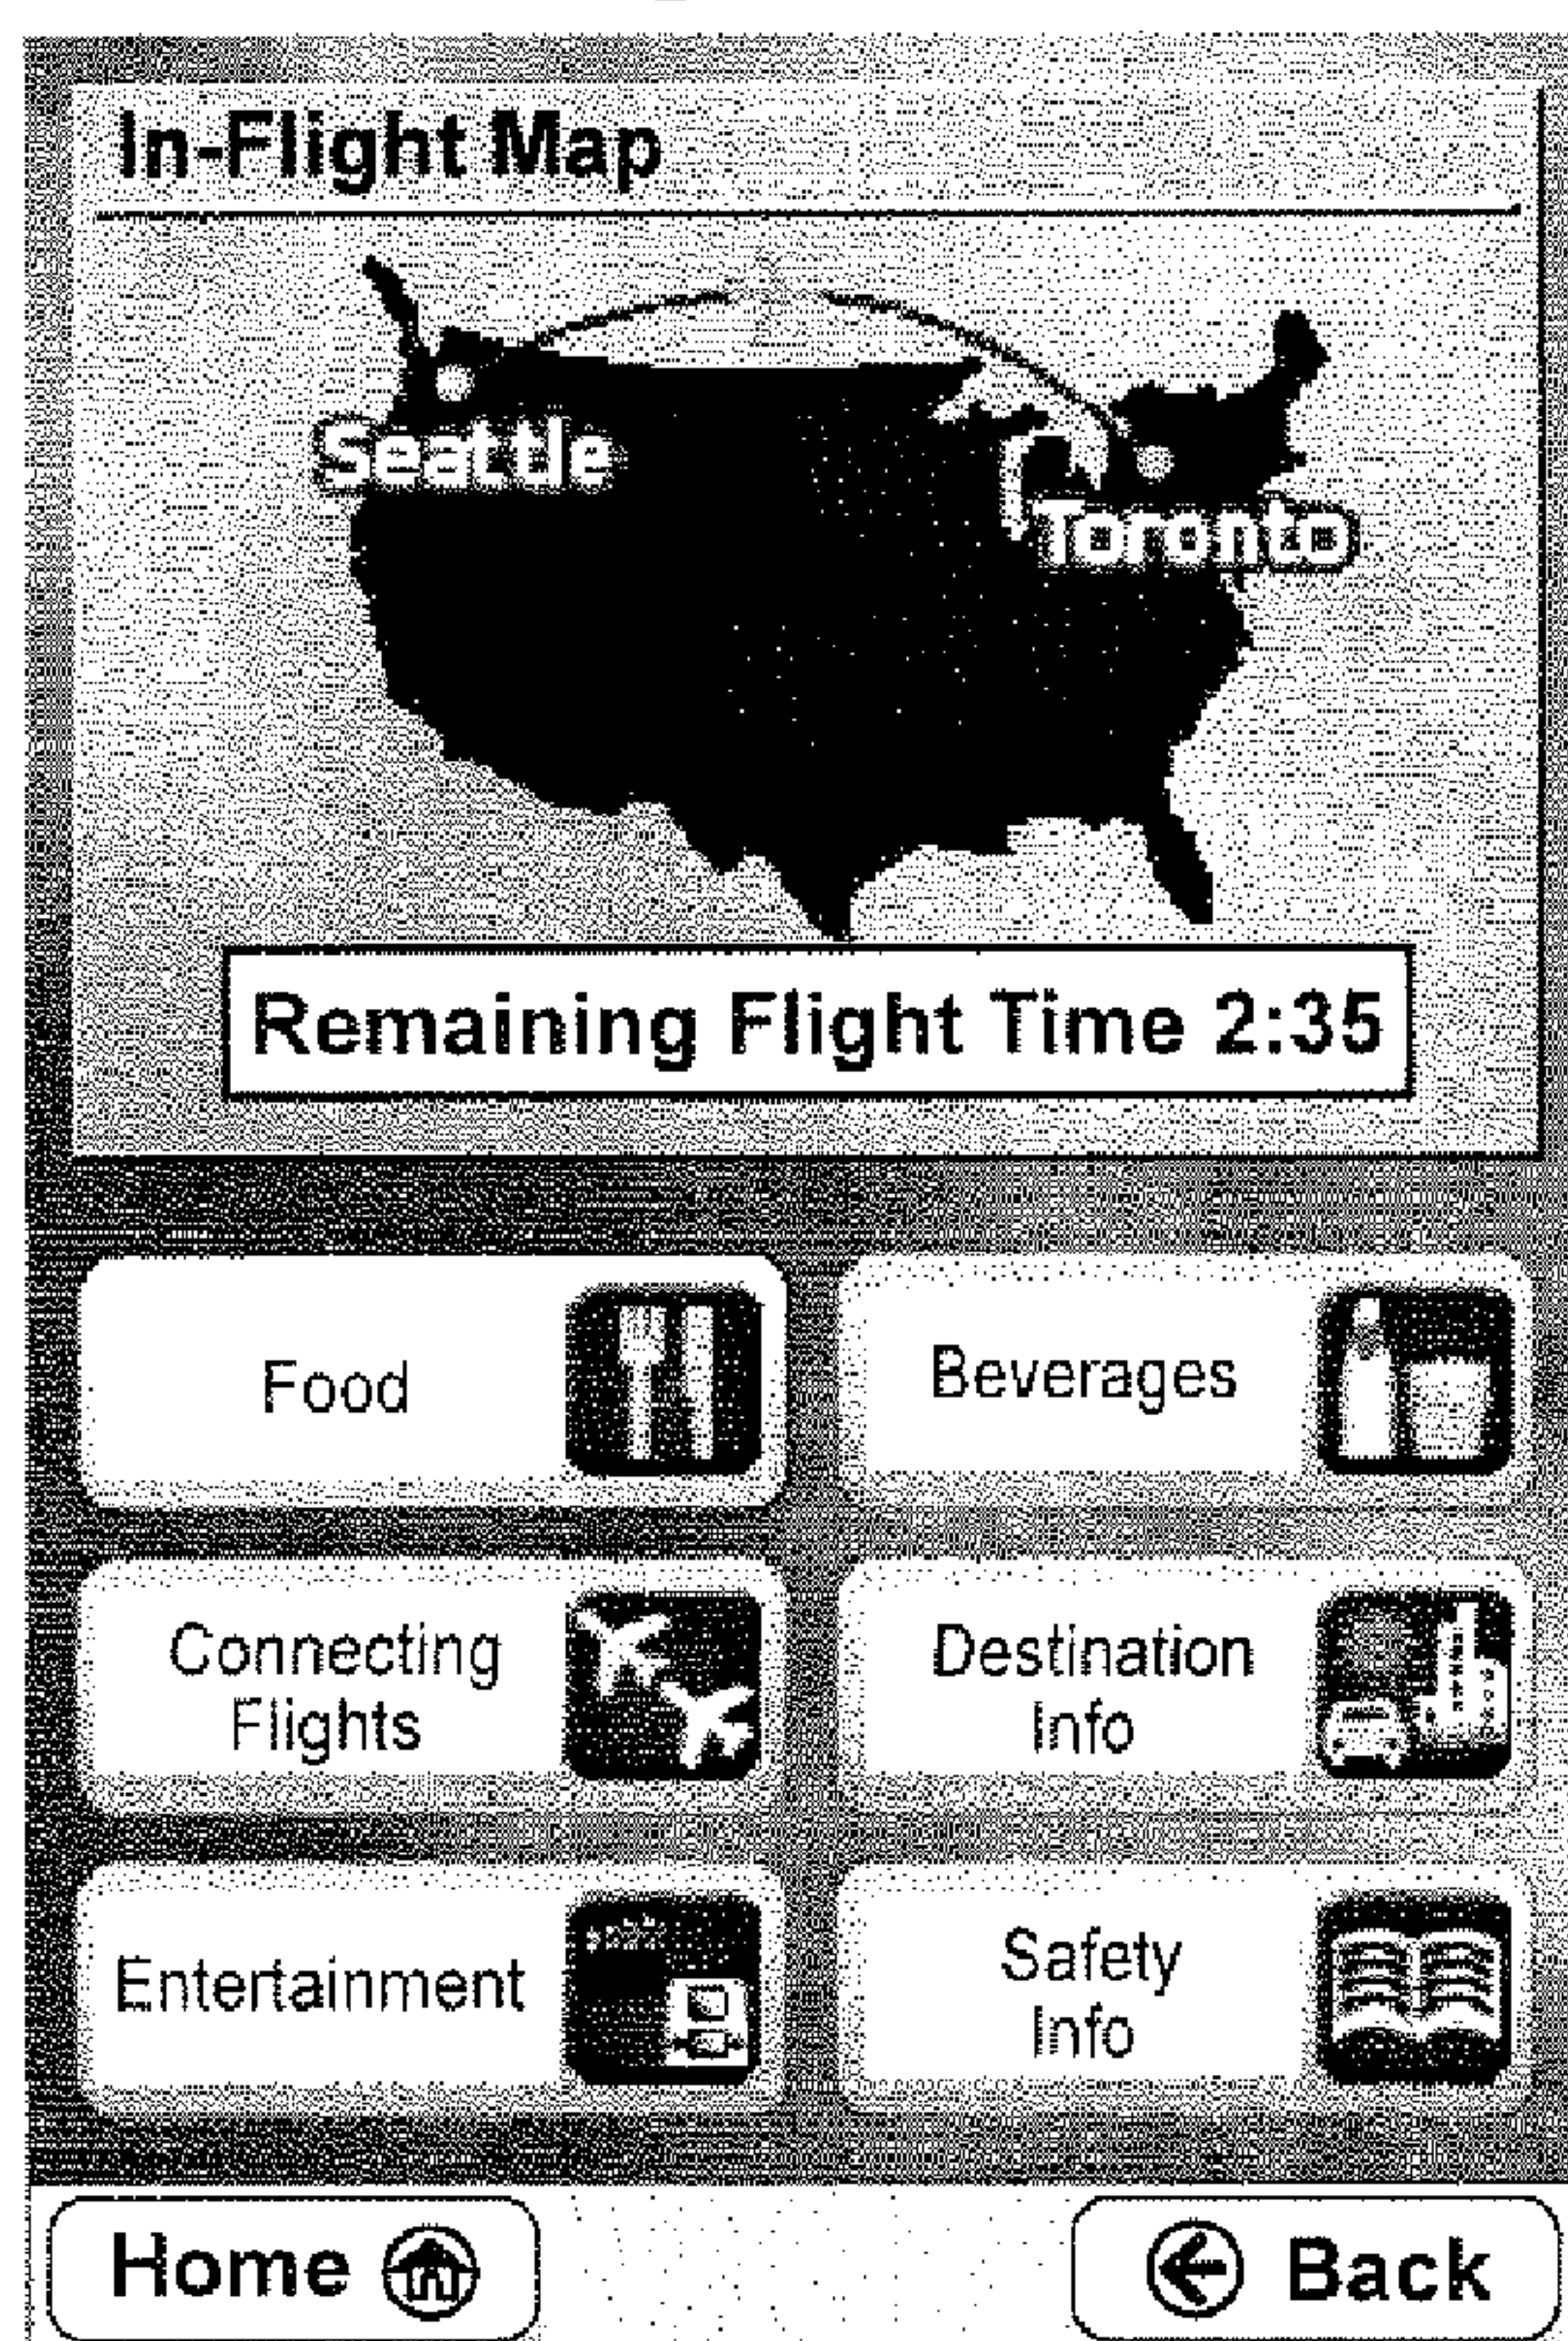 In-Flight Map
Seattle
Toronto
Remaining Flight Time 2:35
Food
Beverages
Connecting
Flights
Destination
Info
Entertainment
Safety
Info
Home
Back